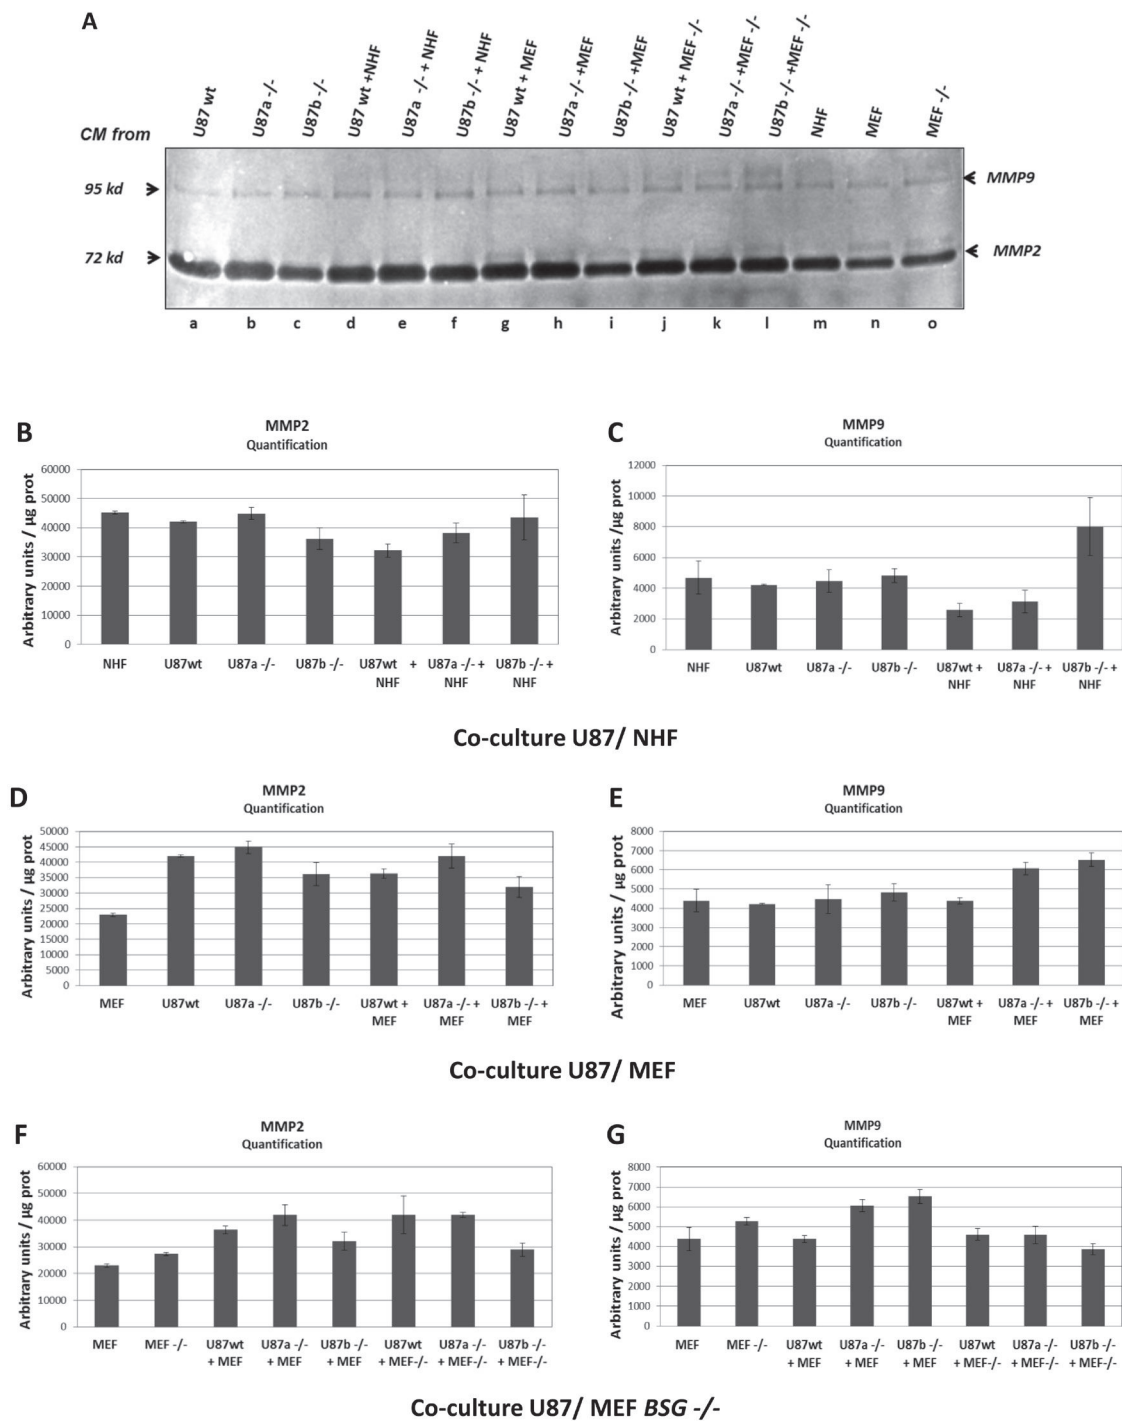 A
U87 wt
U87a -/-
U87b -/-
U87 wt +NHF
U87a -/- + NHF
U87b -/- + NHF
U87 wt + MEF
U87a -/- +MEF
U87b -/- +MEF
U87 wt + MEF -/-
U87a -/-+MEF -/-
U87b -/-+MEF -/-
NHF
MEF
MEF -/-
CM from
95 kd
MMP9
72 kd
MMP2
a b c d e f g h i j k l m n o
B
MMP2
Quantification
Arbitrary units / µg prot
60000
50000
40000
30000
20000
10000
0
NHF U87wt U87a -/- U87b -/- U87wt + U87a -/- + U87b -/- +
NHF NHF NHF
C
MMP9
Quantification
Arbitrary units /µg prot
12000
10000
8000
6000
4000
2000
0
NHF U87wt U87a -/- U87b -/- U87wt + U87a -/- + U87b -/- +
NHF NHF NHF
Co-culture U87/ NHF
D
MMP2
Quantification
Arbitrary units / µg prot
50000
45000
40000
35000
30000
25000
20000
15000
10000
5000
0
MEF U87wt U87a -/- U87b -/- U87wt + U87a -/- + U87b -/- +
MEF MEF MEF
E
MMP9
Quantification
Arbitrary units / µg prot
8000
7000
6000
5000
4000
3000
2000
1000
0
MEF U87wt U87a -/- U87b -/- U87wt + U87a -/- + U87b -/- +
MEF MEF MEF
Co-culture U87/ MEF
F
MMP2
Quantification
Arbitrary units / µg prot
60000
50000
40000
30000
20000
10000
0
MEF MEF -/- U87wt U87a -/- U87b -/- U87wt U87a -/- U87b -/-
+ MEF + MEF + MEF + MEF-/- + MEF-/- + MEF-/-
G
MMP9
Quantification
Arbitrary units / µg prot
8000
7000
6000
5000
4000
3000
2000
1000
0
MEF MEF -/- U87wt U87a -/- U87b -/- U87wt U87a -/- U87b -/-
+ MEF + MEF + MEF + MEF-/- + MEF-/- + MEF-/-
Co-culture U87/ MEF BSG -/-